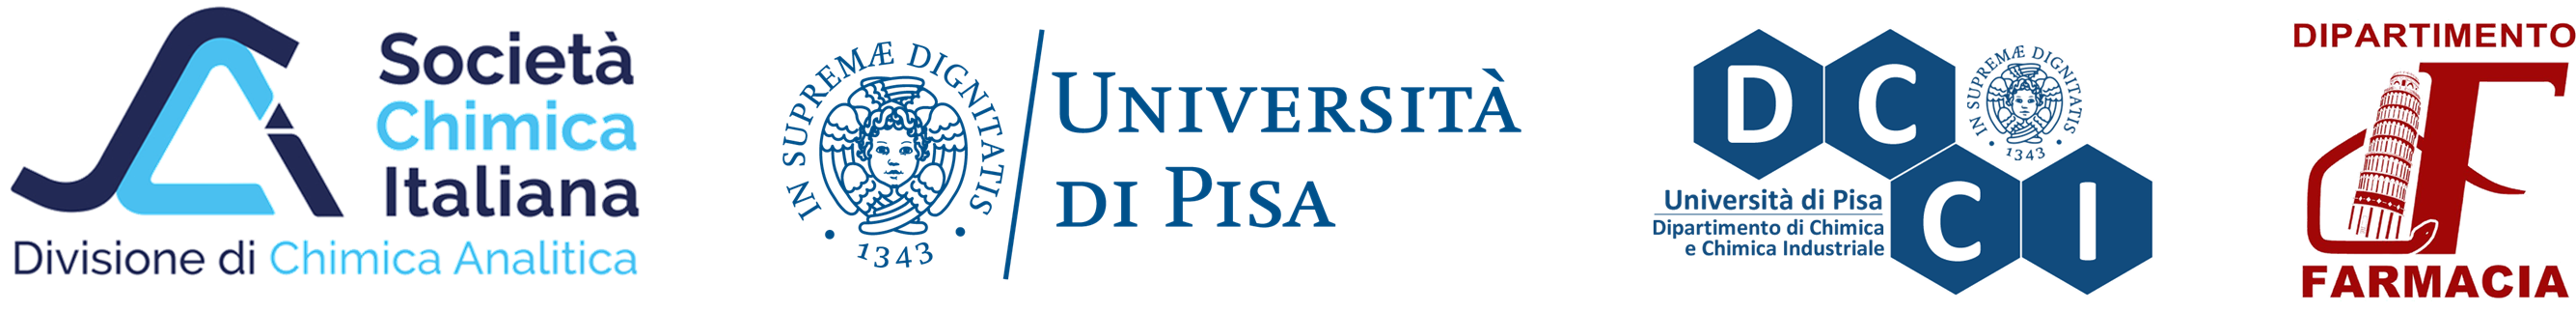 Società
Chimica
Italiana
Divisione di Chimica Analitica
IN SUPREMÆ DIGNITATIS
· 1343 ·
UNIVERSITÀ
DI PISA
D C
C I
IN SUPREMÆ DIGNITATIS
· 1343 ·
Università di Pisa
Dipartimento di Chimica
e Chimica Industriale
DIPARTIMENTO
F
FARMACIA